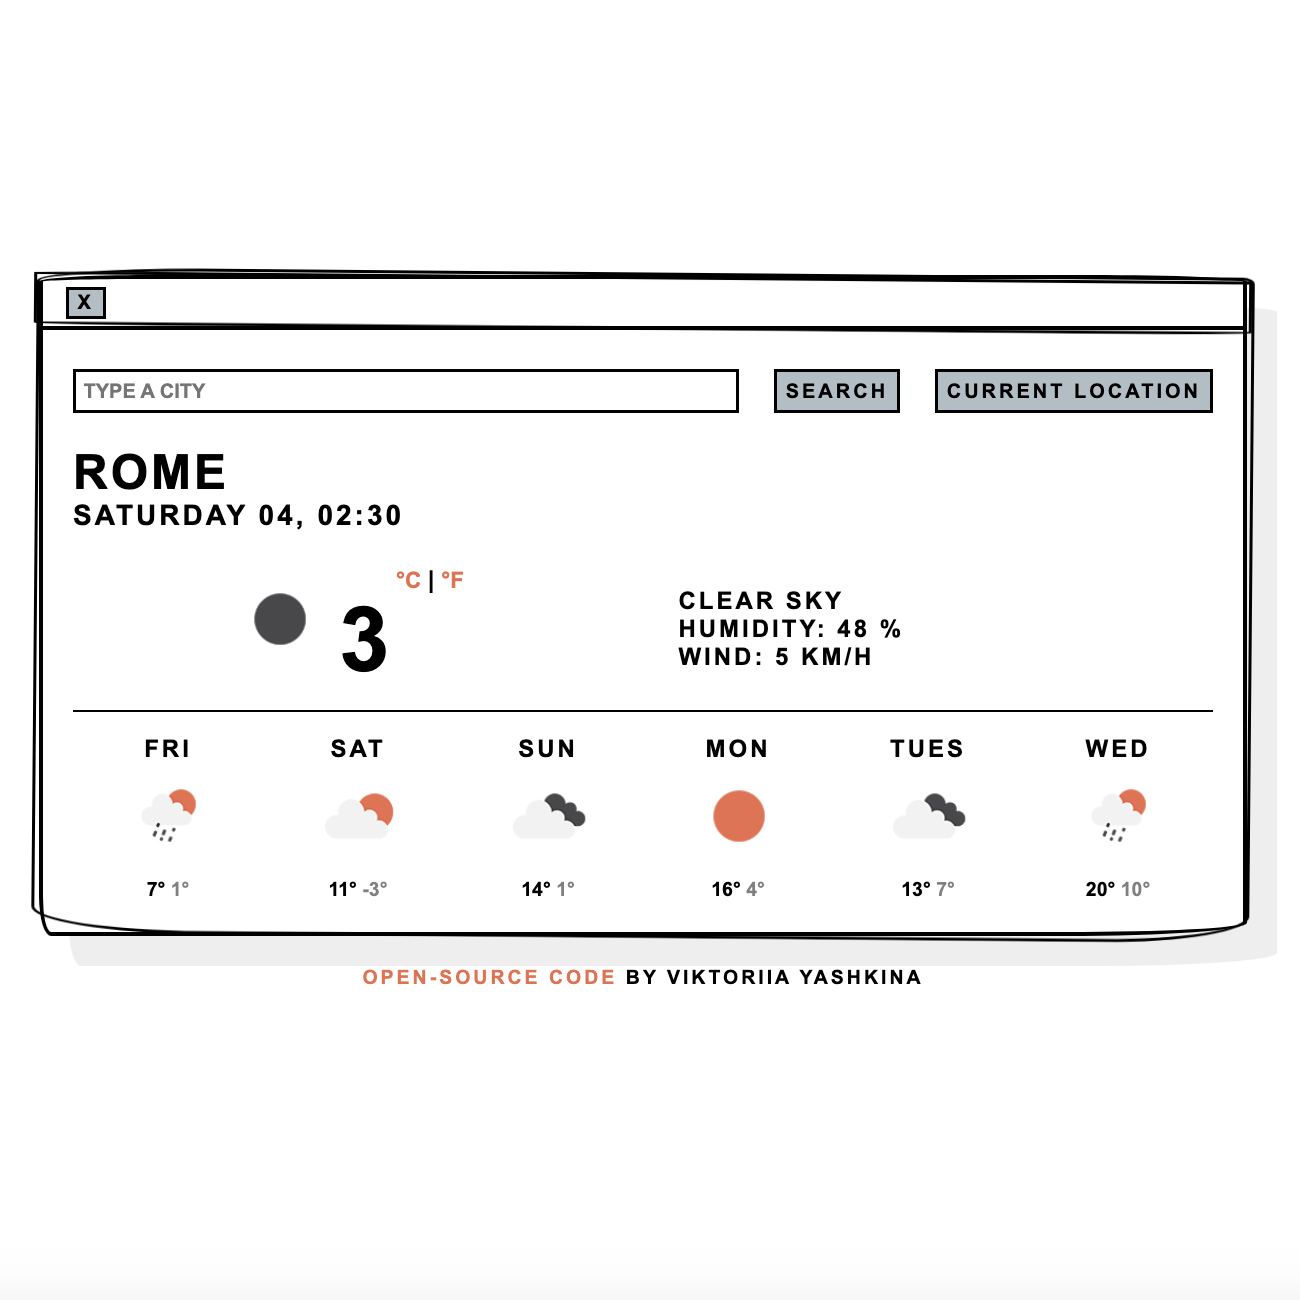 X
TYPE A CITY
SEARCH
CURRENT LOCATION
ROME
SATURDAY 04, 02:30
°C | °F
3
CLEAR SKY
HUMIDITY: 48 %
WIND: 5 KM/H
FRI SAT SUN MON TUES WED
7° 1° 11° -3° 14° 1° 16° 4° 13° 7° 20° 10°
OPEN-SOURCE CODE BY VIKTORIIA YASHKINA